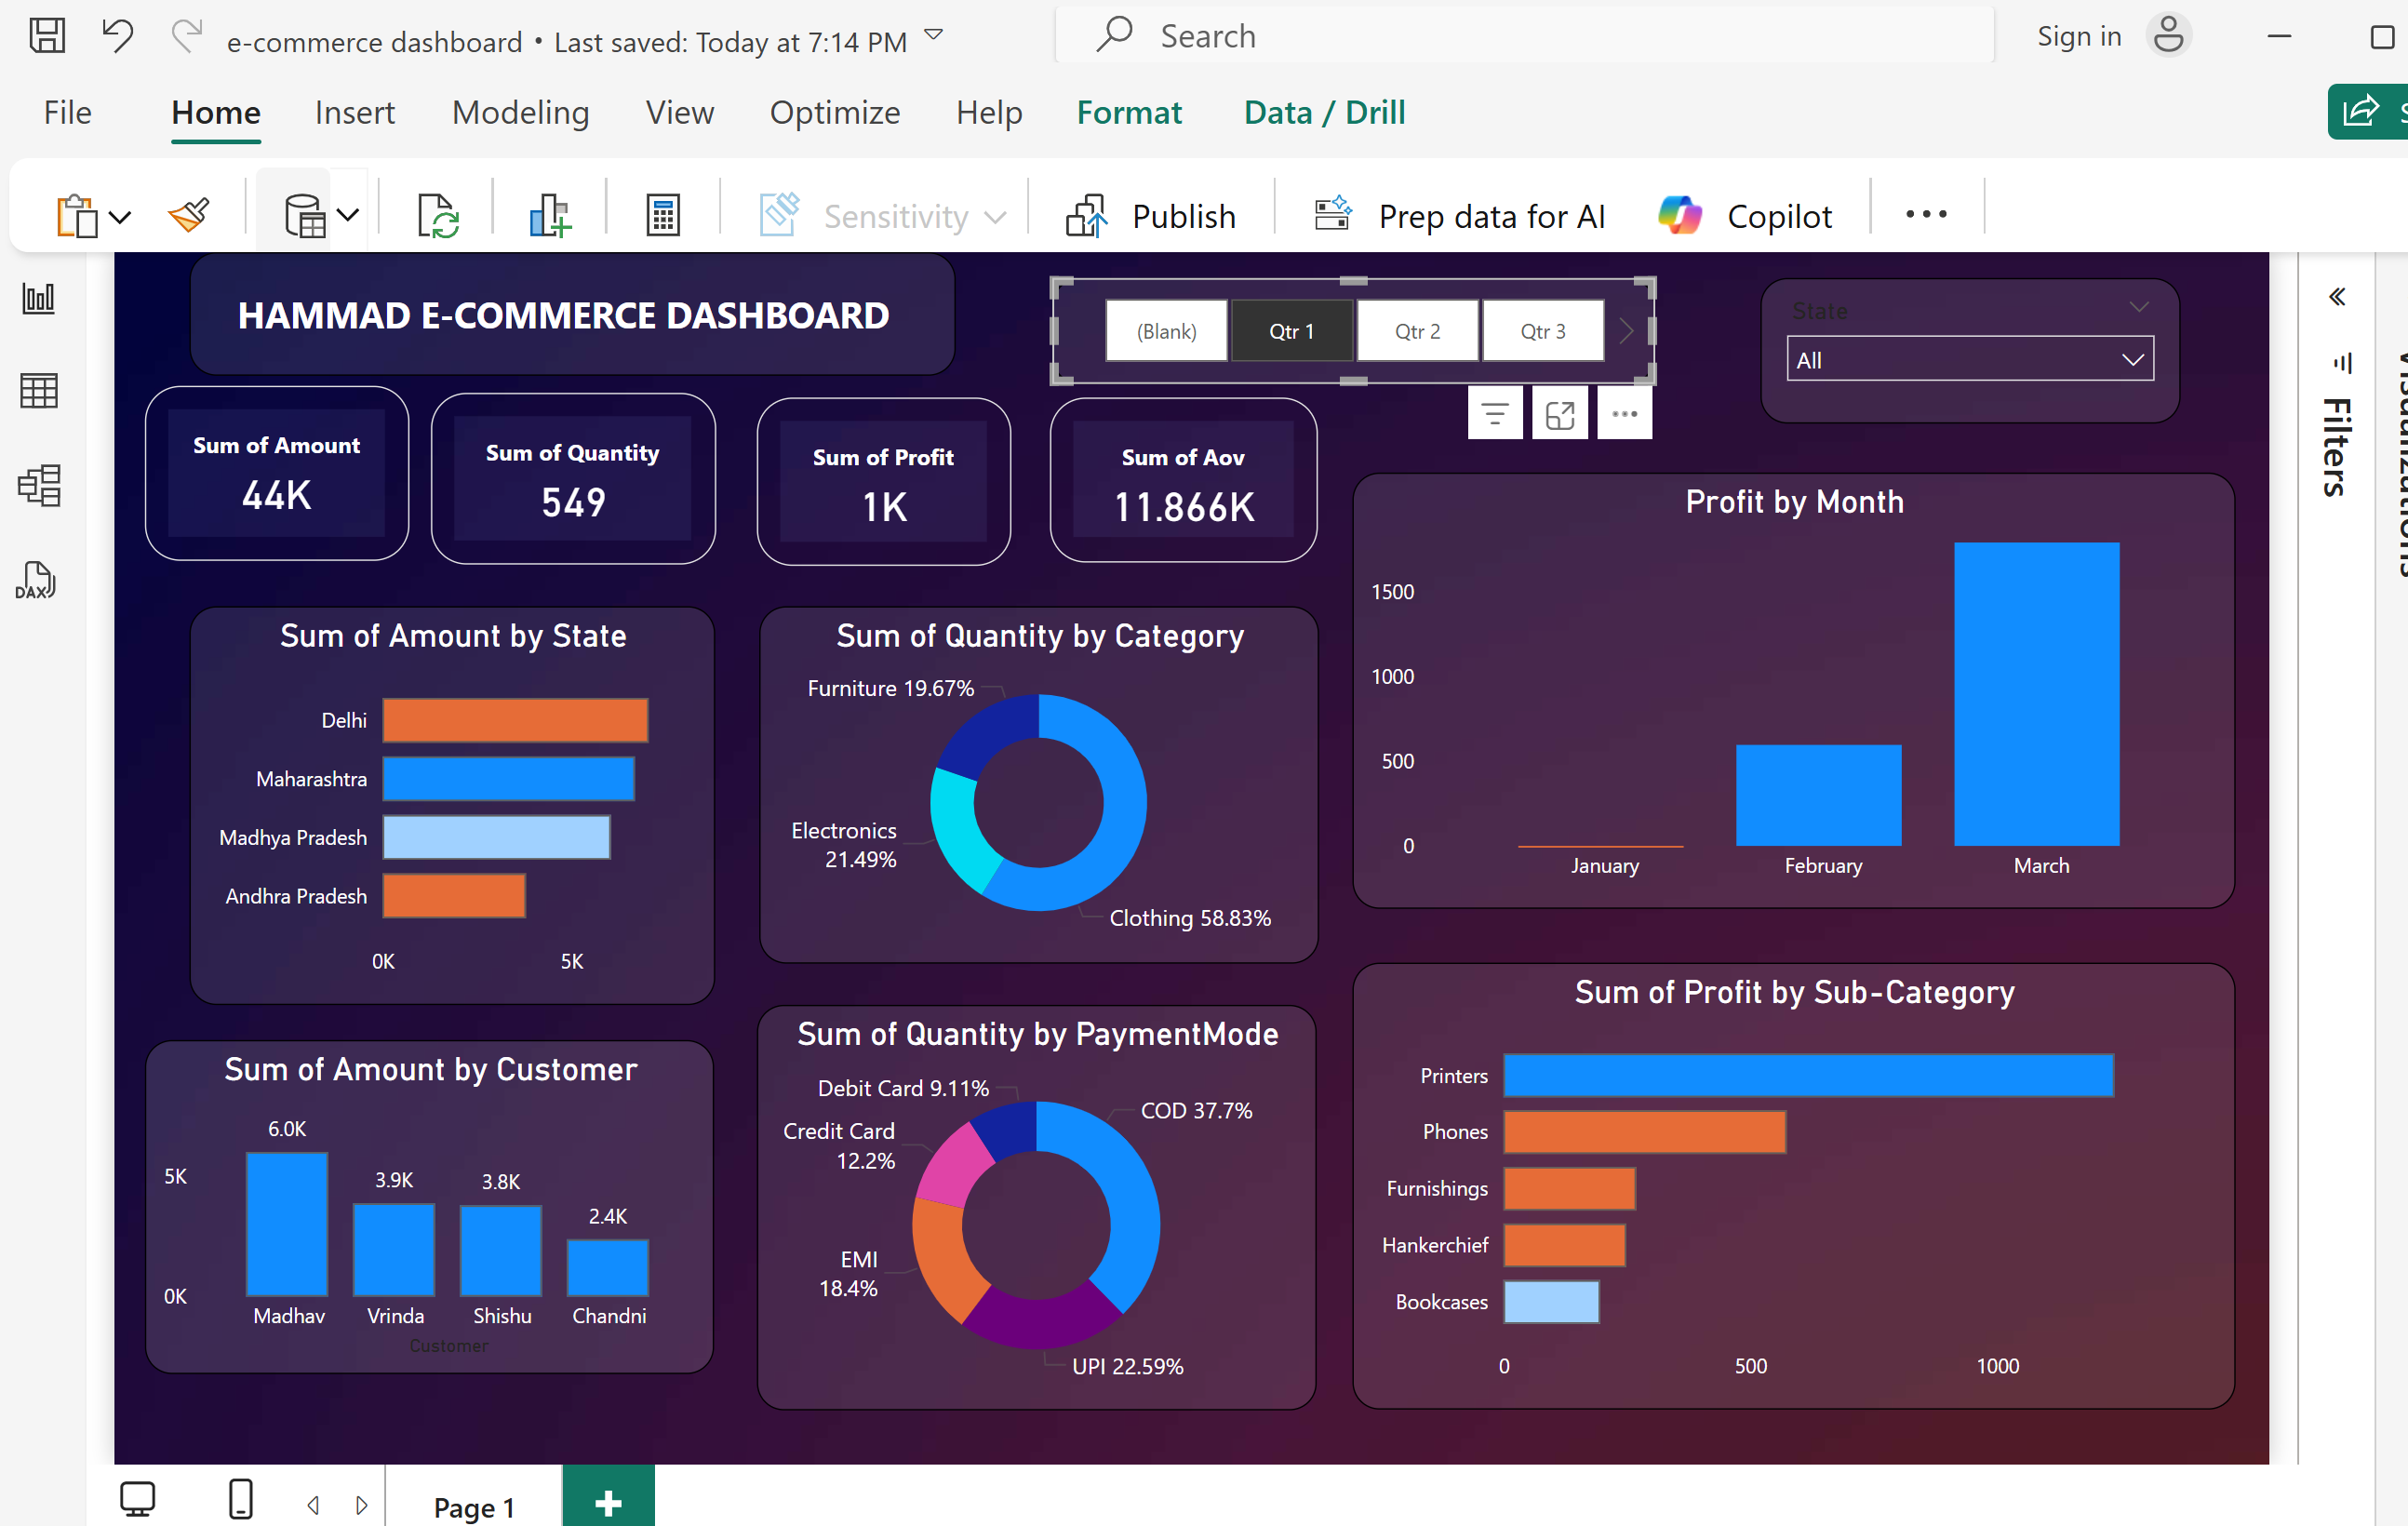 e-commerce dashboard • Last saved: Today at 7:14 PM
Search
Sign in
File Home Insert Modeling View Optimize Help Format Data / Drill
Sensitivity Publish Prep data for AI Copilot
DAX
HAMMAD E-COMMERCE DASHBOARD
(Blank) Qtr 1 Qtr 2 Qtr 3
State
All
Filters
Visualizations
Sum of Amount
44K
Sum of Quantity
549
Sum of Profit
1K
Sum of Aov
11.866K
Profit by Month
1500
1000
500
0
January February March
Sum of Amount by State
Delhi
Maharashtra
Madhya Pradesh
Andhra Pradesh
0K 5K
Sum of Quantity by Category
Furniture 19.67%
Electronics
21.49%
Clothing 58.83%
Sum of Amount by Customer
6.0K
3.9K
3.8K
2.4K
5K
0K
Madhav Vrinda Shishu Chandni
Customer
Sum of Quantity by PaymentMode
Debit Card 9.11%
COD 37.7%
Credit Card
12.2%
EMI
18.4%
UPI 22.59%
Sum of Profit by Sub-Category
Printers
Phones
Furnishings
Hankerchief
Bookcases
0 500 1000
Page 1